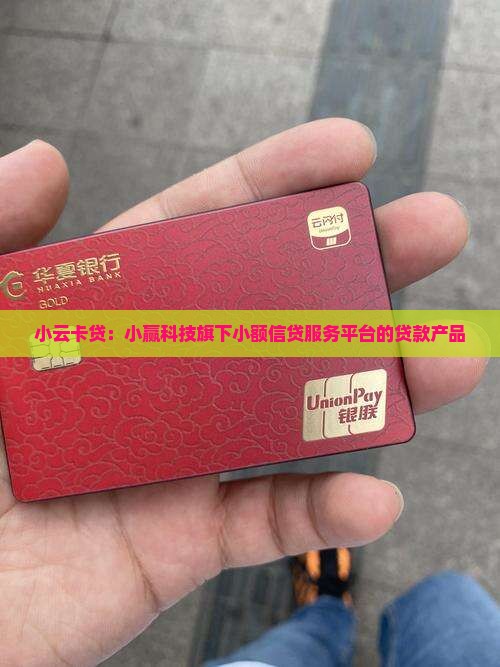 云闪付
UnionPay
华夏银行
HUAXIA BANK
GOLD
小云卡贷：小赢科技旗下小额信贷服务平台的贷款产品
UnionPay
银联